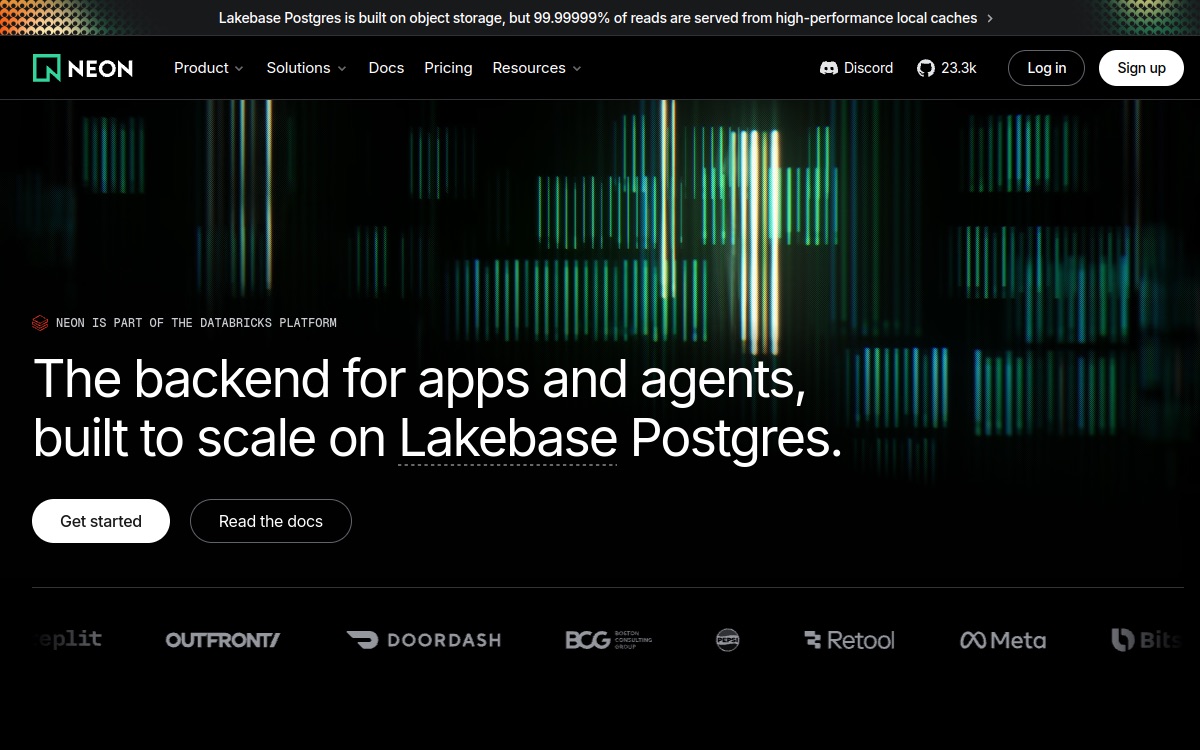 Lakebase Postgres is built on object storage, but 99.99999% of reads are served from high-performance local caches
NEON
Product
Solutions
Docs
Pricing
Resources
Discord
23.3k
Log in
Sign up
NEON IS PART OF THE DATABRICKS PLATFORM
The backend for apps and agents,
built to scale on Lakebase Postgres.
Get started
Read the docs
eplit
OUTFRONT/
DOORDASH
BCG
BOSTON
CONSULTING
GROUP
PEPSI
Retool
Meta
Bits